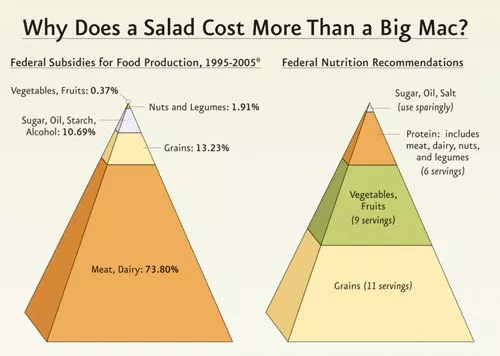 Why Does a Salad Cost More Than a Big Mac?
Federal Subsidies for Food Production, 1995-2005*
Vegetables, Fruits: 0.37%
Nuts and Legumes: 1.91%
Sugar, Oil, Starch,
Alcohol: 10.69%
Grains: 13.23%
Meat, Dairy: 73.80%
Federal Nutrition Recommendations
Sugar, Oil, Salt
(use sparingly)
Protein: includes
meat, dairy, nuts,
and legumes
(6 servings)
Vegetables,
Fruits
(9 servings)
Grains (11 servings)